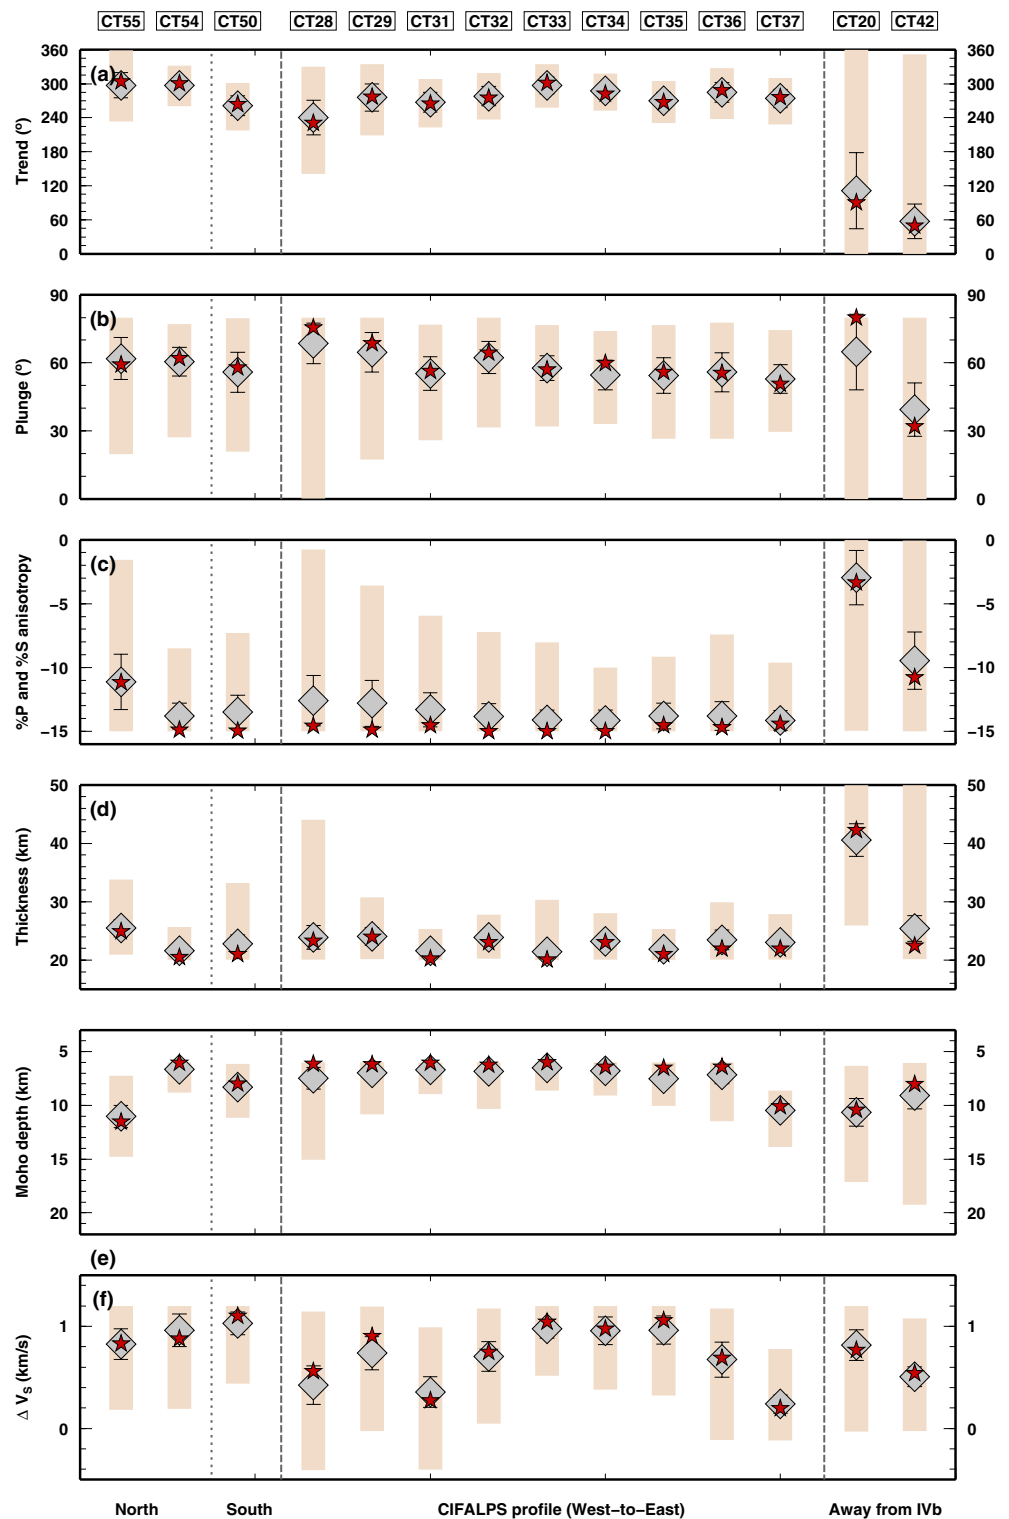 CT55 CT54 CT50 CT28 CT29 CT31 CT32 CT33 CT34 CT35 CT36 CT37 CT20 CT42
(a)
Trend (º)
360 360
300 300
240 240
180 180
120 120
60 60
0 0
(b)
Plunge (º)
90 90
60 60
30 30
0 0
(c)
%P and %S anisotropy
0 0
−5 −5
−10 −10
−15 −15
(d)
Thickness (km)
50 50
40 40
30 30
20 20
Moho depth (km)
5 5
10 10
15 15
20 20
(e)
(f)
Δ VS (km/s)
1 1
0 0
North South CIFALPS profile (West−to−East) Away from IVb